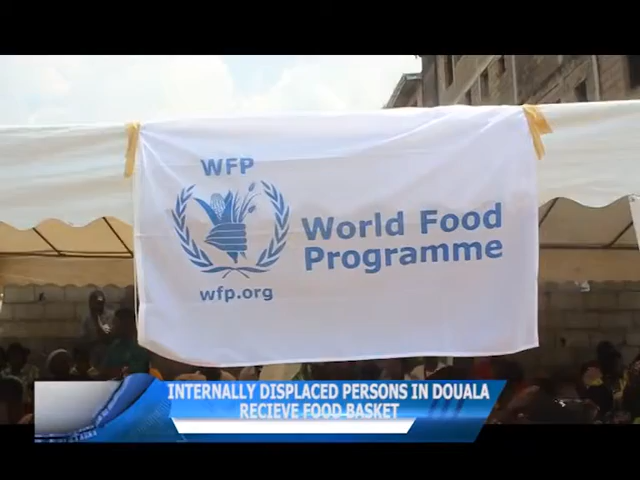 WFP
World Food
Programme
wfp.org
INTERNALLY DISPLACED PERSONS IN DOUALA
RECIEVE FOOD BASKET